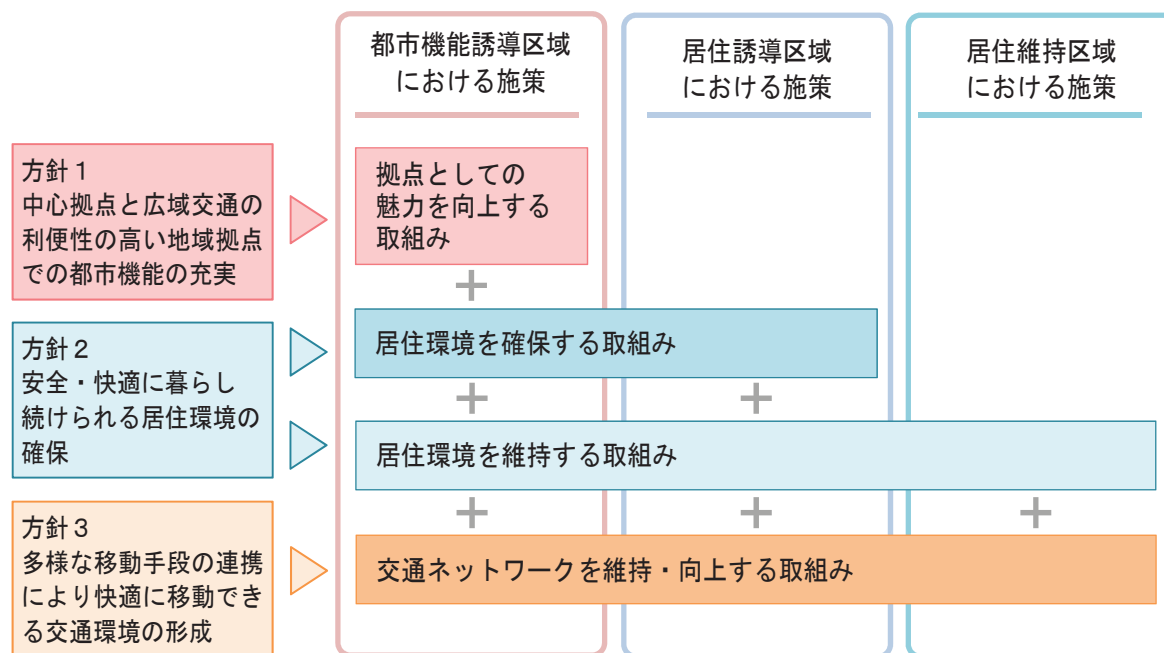 都市機能誘導区域
における施策
居住誘導区域
における施策
居住維持区域
における施策
方針1
中心拠点と広域交通の
利便性の高い地域拠点
での都市機能の充実
拠点としての
魅力を向上する
取組み
+
方針2
安全・快適に暮らし
続けられる居住環境の
確保
居住環境を確保する取組み
+
+
居住環境を維持する取組み
+
+
+
方針3
多様な移動手段の連携
により快適に移動でき
る交通環境の形成
交通ネットワークを維持・向上する取組み